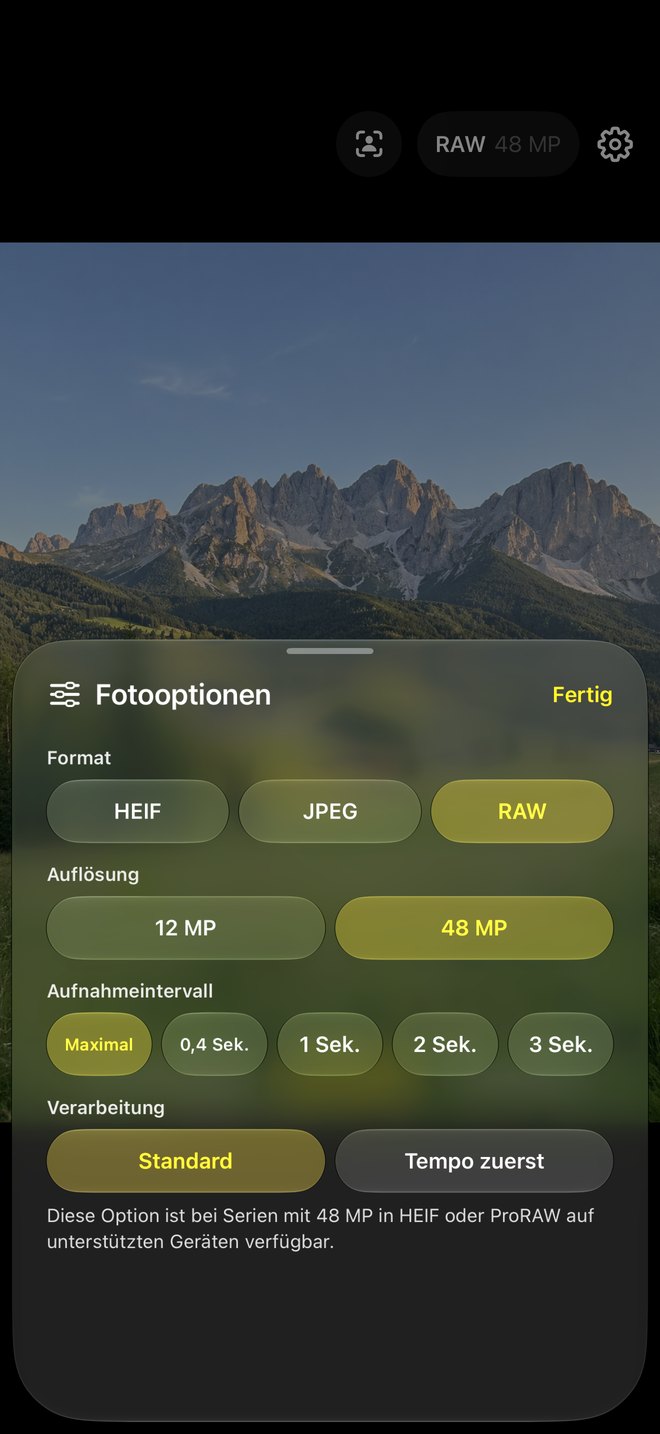 RAW 48 MP
Fotooptionen
Fertig
Format
HEIF
JPEG
RAW
Auflösung
12 MP
48 MP
Aufnahmeintervall
Maximal
0,4 Sek.
1 Sek.
2 Sek.
3 Sek.
Verarbeitung
Standard
Tempo zuerst
Diese Option ist bei Serien mit 48 MP in HEIF oder ProRAW auf
unterstützten Geräten verfügbar.